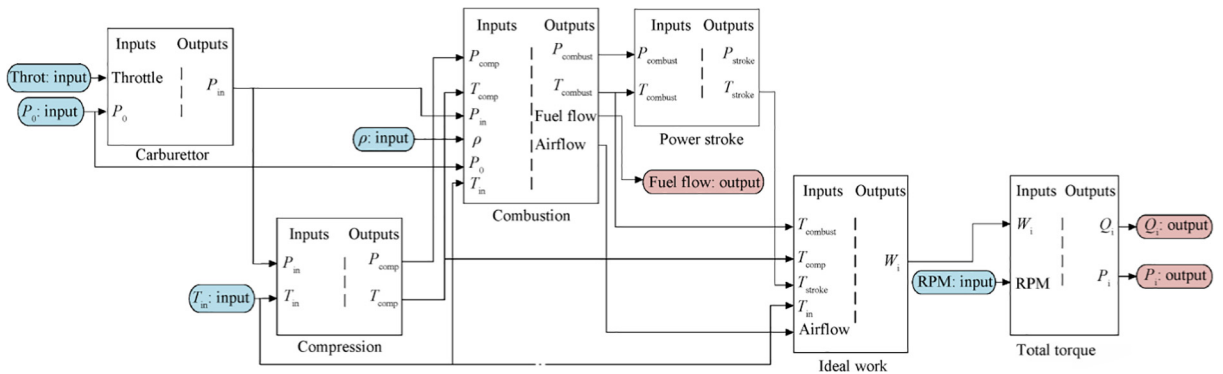 Inputs Outputs
Throttle
P₀
P_in
Carburettor
Throt: input
P₀: input
Inputs Outputs
P_in
T_in
P_comp
T_comp
Compression
T_in: input
Inputs Outputs
P_comp
T_comp
P_in
ρ
P₀
T_in
P_combust
T_combust
Fuel flow
Airflow
Combustion
ρ: input
Inputs Outputs
P_combust
T_combust
P_stroke
T_stroke
Power stroke
Fuel flow: output
Inputs Outputs
T_combust
T_comp
T_stroke
T_in
Airflow
W_i
Ideal work
RPM: input
Inputs Outputs
W_i
RPM
Q_i
P_i
Total torque
Q_i: output
P_i: output